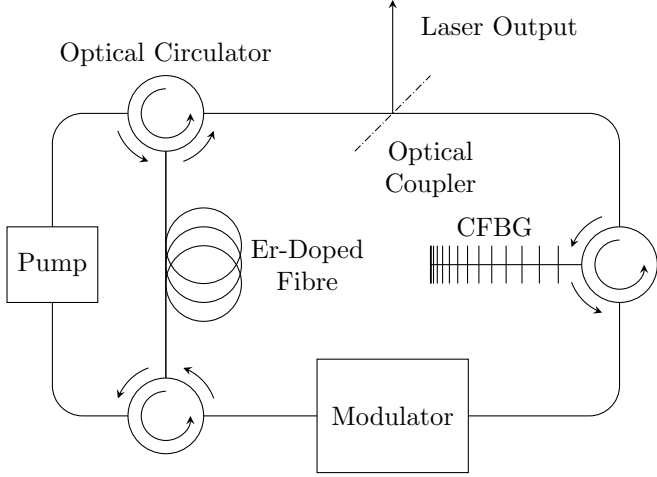 Laser Output
Optical Circulator
Optical
Coupler
CFBG
Er-Doped
Fibre
Pump
Modulator